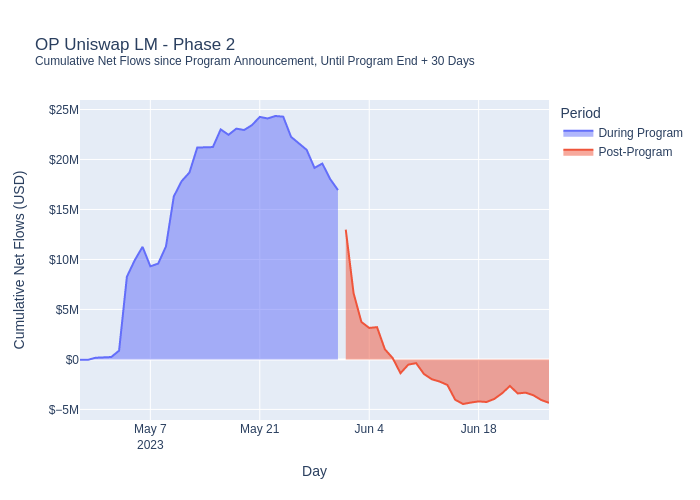 OP Uniswap LM - Phase 2
Cumulative Net Flows since Program Announcement, Until Program End + 30 Days
Period
During Program
Post-Program
Cumulative Net Flows (USD)
$25M
$20M
$15M
$10M
$5M
$0
$−5M
May 7
2023
May 21
Jun 4
Jun 18
Day